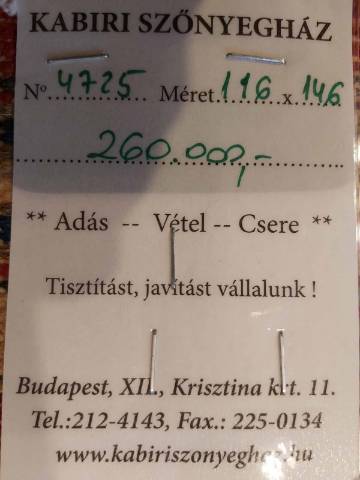 KABIRI SZŐNYEGHÁZ
Nº 4725 Méret 116 x 146
260.000,-
** Adás -- Vétel -- Csere **
Tisztítást, javítást vállalunk !
Budapest, XII., Krisztina krt. 11.
Tel.:212-4143, Fax.: 225-0134
www.kabiriszonyeghaz.hu